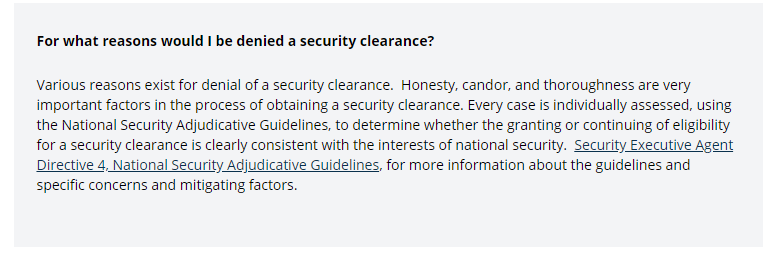 For what reasons would I be denied a security clearance?
Various reasons exist for denial of a security clearance.  Honesty, candor, and thoroughness are very
important factors in the process of obtaining a security clearance. Every case is individually assessed, using
the National Security Adjudicative Guidelines, to determine whether the granting or continuing of eligibility
for a security clearance is clearly consistent with the interests of national security.  Security Executive Agent
Directive 4, National Security Adjudicative Guidelines, for more information about the guidelines and
specific concerns and mitigating factors.